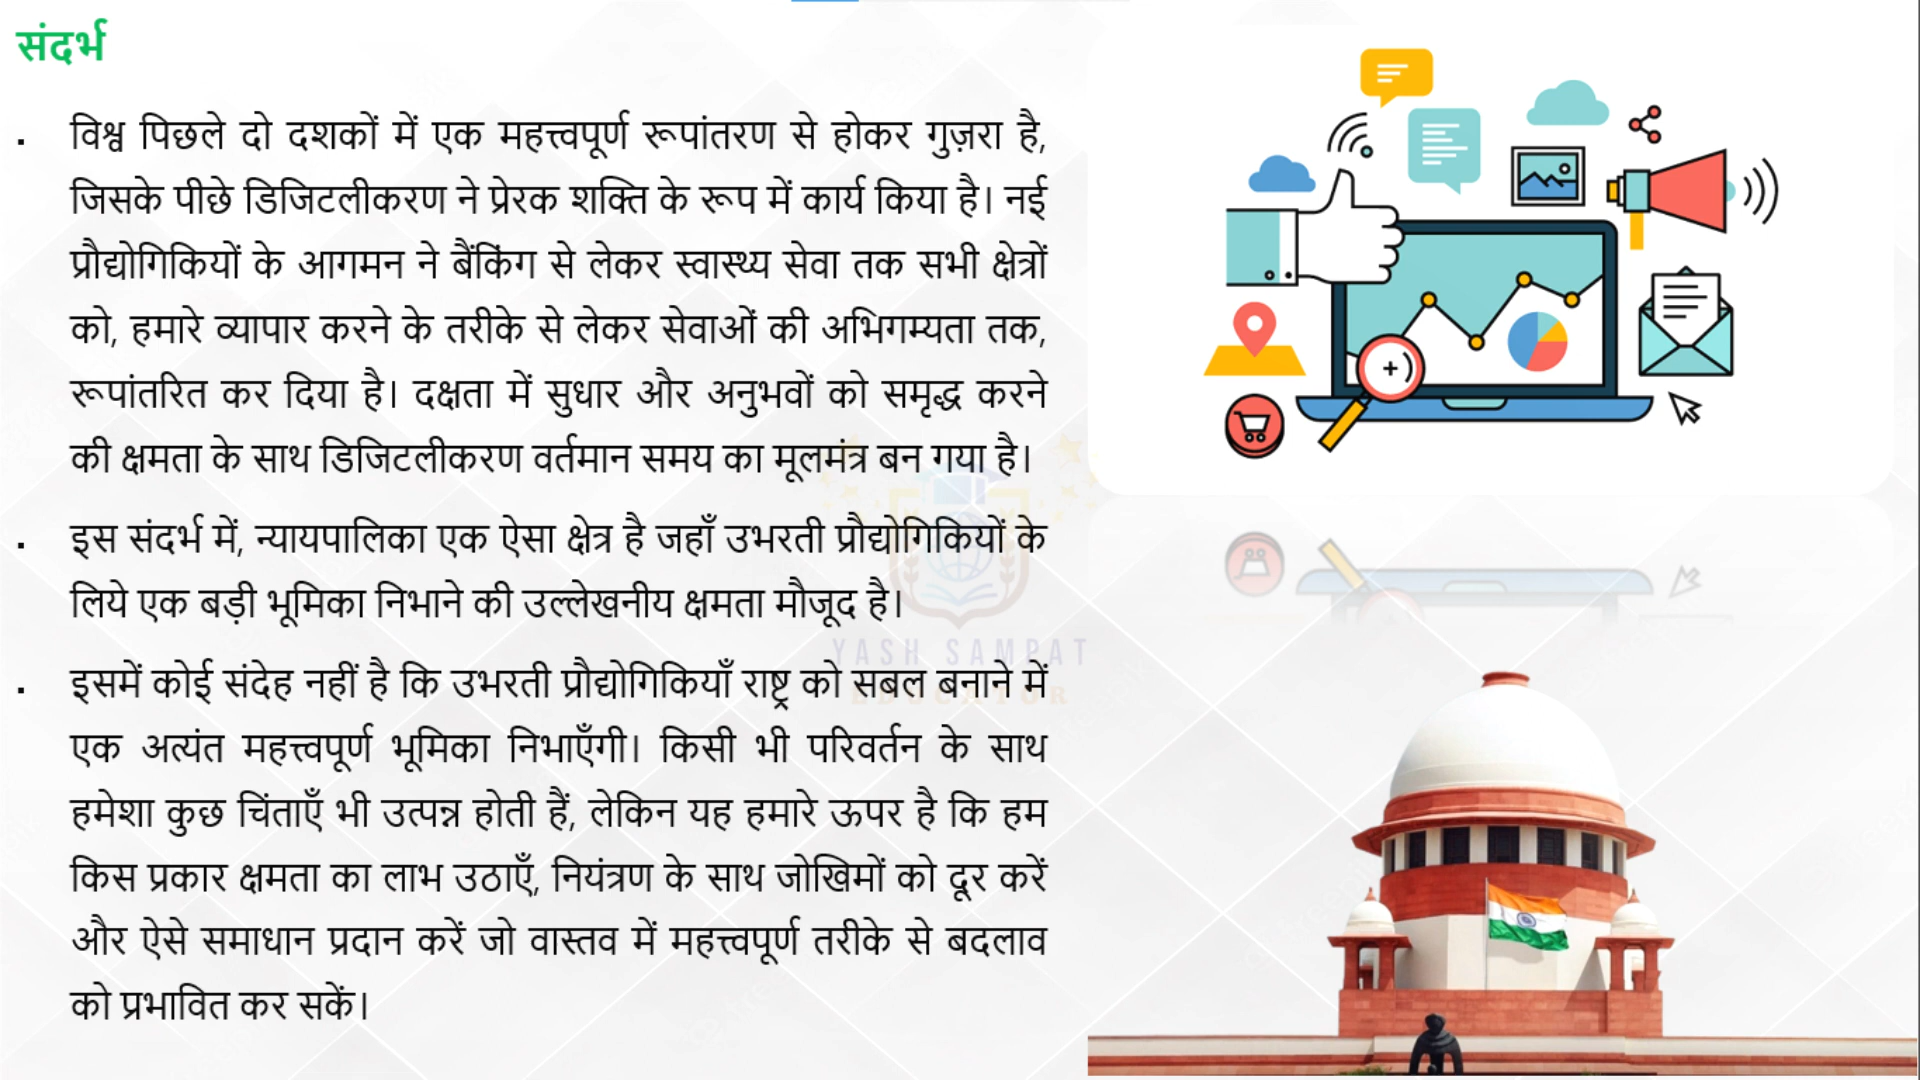 संदर्भ
▪ विश्व पिछले दो दशकों में एक महत्त्वपूर्ण रूपांतरण से होकर गुज़रा है,
जिसके पीछे डिजिटलीकरण ने प्रेरक शक्ति के रूप में कार्य किया है। नई
प्रौद्योगिकियों के आगमन ने बैंकिंग से लेकर स्वास्थ्य सेवा तक सभी क्षेत्रों
को, हमारे व्यापार करने के तरीके से लेकर सेवाओं की अभिगम्यता तक,
रूपांतरित कर दिया है। दक्षता में सुधार और अनुभवों को समृद्ध करने
की क्षमता के साथ डिजिटलीकरण वर्तमान समय का मूलमंत्र बन गया है।
▪ इस संदर्भ में, न्यायपालिका एक ऐसा क्षेत्र है जहाँ उभरती प्रौद्योगिकियों के
लिये एक बड़ी भूमिका निभाने की उल्लेखनीय क्षमता मौजूद है।
YASH SAMPAT
EDUCATOR
▪ इसमें कोई संदेह नहीं है कि उभरती प्रौद्योगिकियाँ राष्ट्र को सबल बनाने में
एक अत्यंत महत्त्वपूर्ण भूमिका निभाएँगी। किसी भी परिवर्तन के साथ
हमेशा कुछ चिंताएँ भी उत्पन्न होती हैं, लेकिन यह हमारे ऊपर है कि हम
किस प्रकार क्षमता का लाभ उठाएँ, नियंत्रण के साथ जोखिमों को दूर करें
और ऐसे समाधान प्रदान करें जो वास्तव में महत्त्वपूर्ण तरीके से बदलाव
को प्रभावित कर सकें।